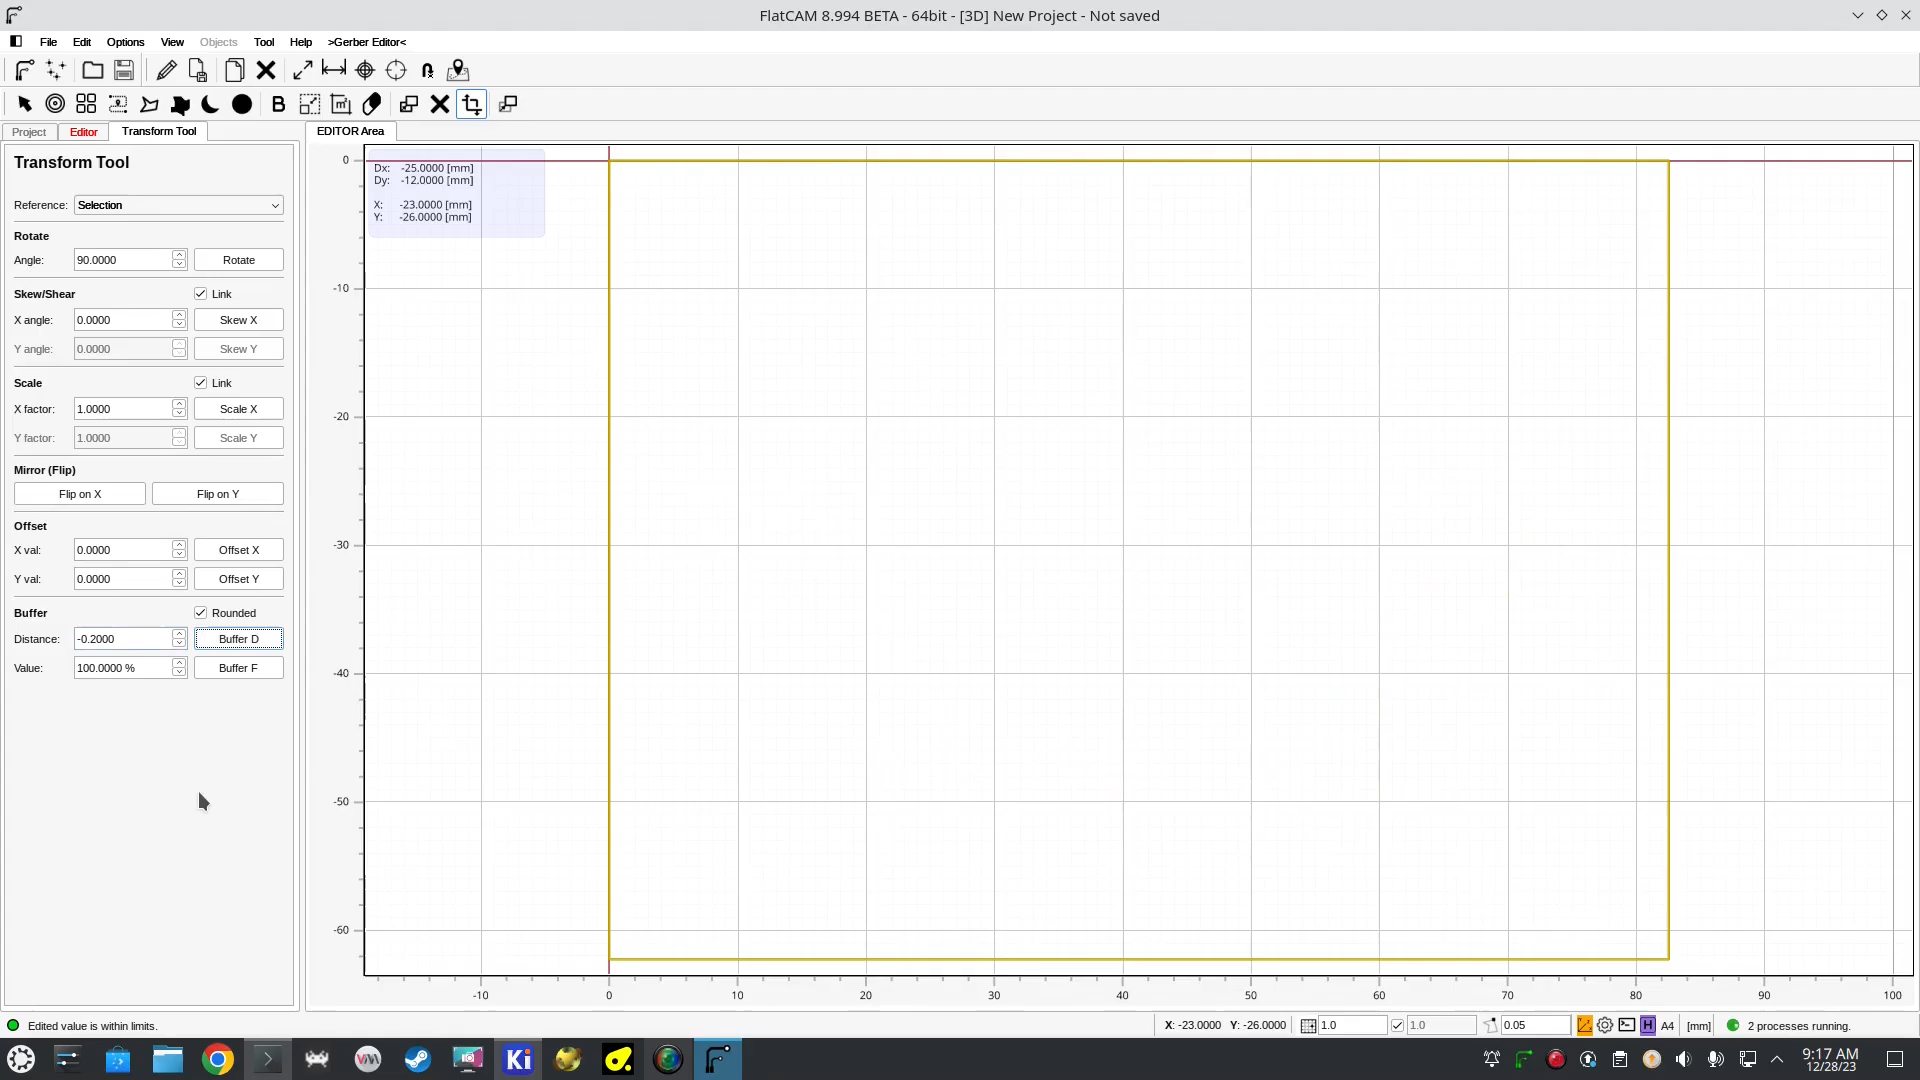 FlatCAM 8.994 BETA - 64bit - [3D] New Project - Not saved
File Edit Options View Objects Tool Help >Gerber Editor<
B
Project Editor Transform Tool
EDITOR Area
Transform Tool
Reference: Selection
Rotate
Angle: 90.0000 Rotate
Skew/Shear Link
X angle: 0.0000 Skew X
Y angle: 0.0000 Skew Y
Scale Link
X factor: 1.0000 Scale X
Y factor: 1.0000 Scale Y
Mirror (Flip)
Flip on X Flip on Y
Offset
X val: 0.0000 Offset X
Y val: 0.0000 Offset Y
Buffer Rounded
Distance: -0.2000 Buffer D
Value: 100.0000 % Buffer F
Dx: -25.0000 [mm]
Dy: -12.0000 [mm]
X: -23.0000 [mm]
Y: -26.0000 [mm]
0
-10
-20
-30
-40
-50
-60
-10 0 10 20 30 40 50 60 70 80 90 100
Edited value is within limits.
X: -23.0000 Y: -26.0000 1.0 1.0 0.05 H A4 [mm] 2 processes running.
Ki
9:17 AM
12/28/23